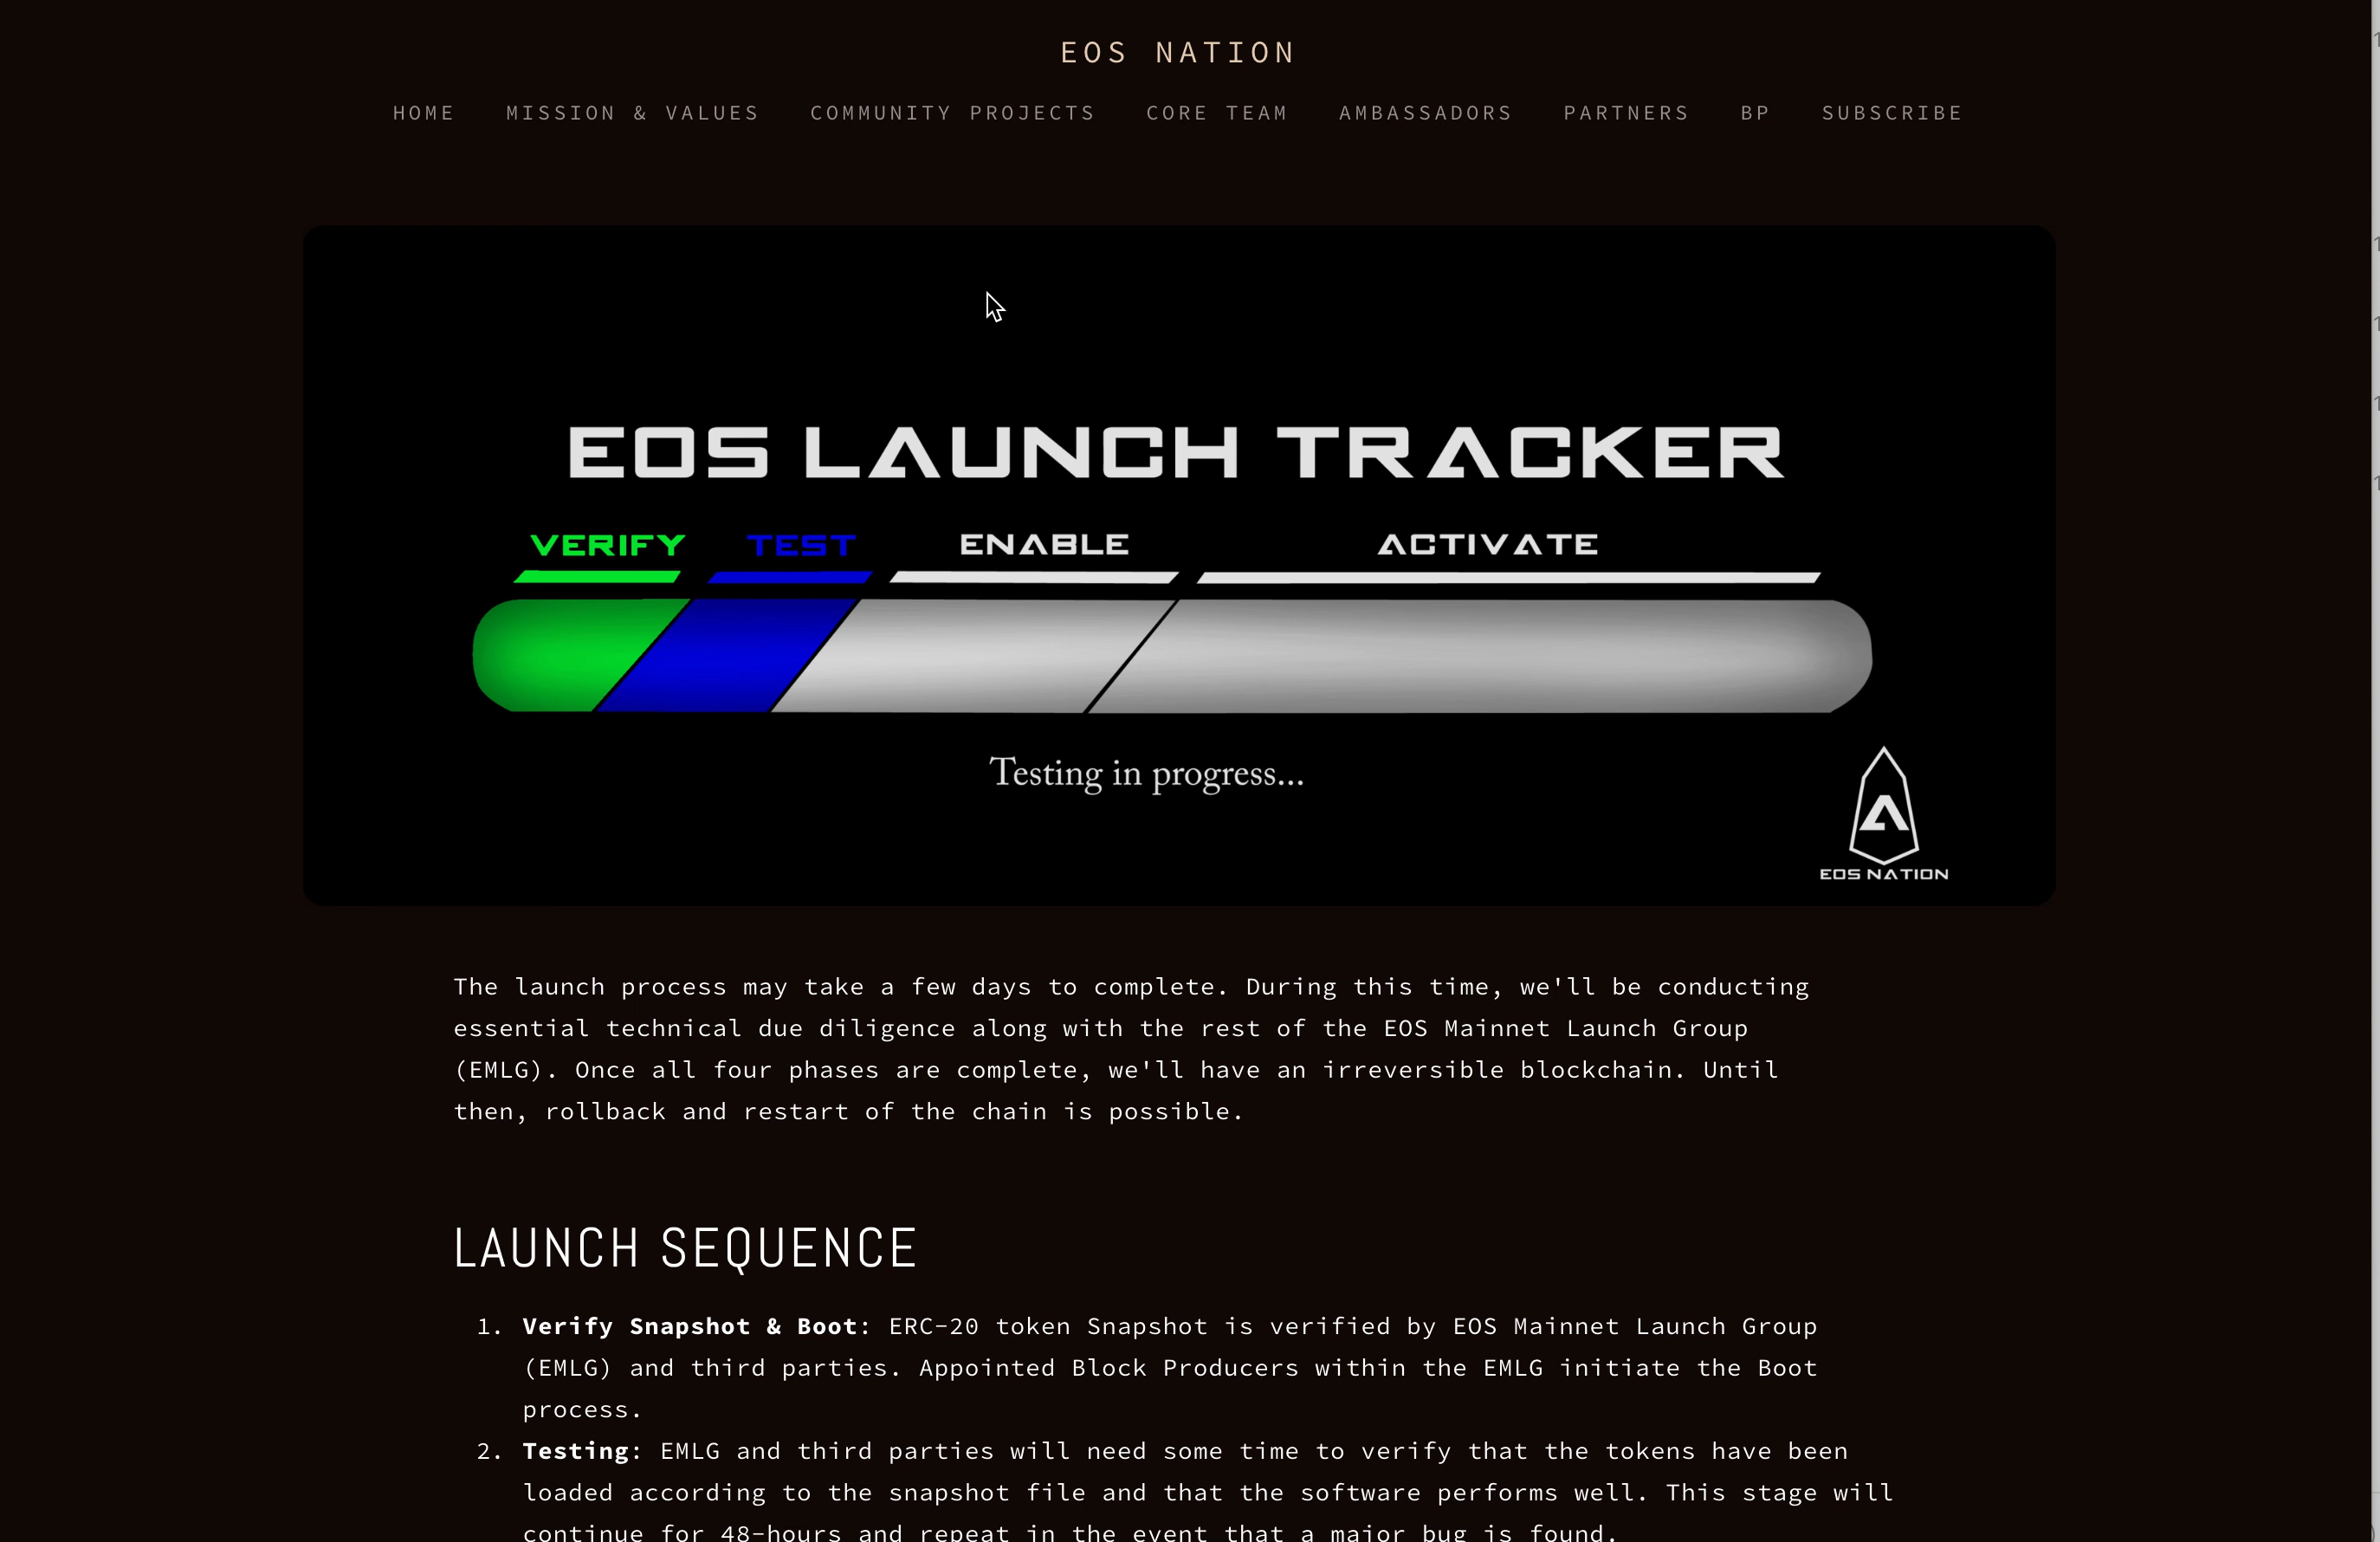 EOS NATION
HOME MISSION & VALUES COMMUNITY PROJECTS CORE TEAM AMBASSADORS PARTNERS BP SUBSCRIBE
EOS LAUNCH TRACKER
VERIFY TEST ENABLE ACTIVATE
Testing in progress...
EOS NATION
The launch process may take a few days to complete. During this time, we'll be conducting
essential technical due diligence along with the rest of the EOS Mainnet Launch Group
(EMLG). Once all four phases are complete, we'll have an irreversible blockchain. Until
then, rollback and restart of the chain is possible.
LAUNCH SEQUENCE
1. Verify Snapshot & Boot: ERC-20 token Snapshot is verified by EOS Mainnet Launch Group
(EMLG) and third parties. Appointed Block Producers within the EMLG initiate the Boot
process.
2. Testing: EMLG and third parties will need some time to verify that the tokens have been
loaded according to the snapshot file and that the software performs well. This stage will
continue for 48-hours and repeat in the event that a major bug is found.